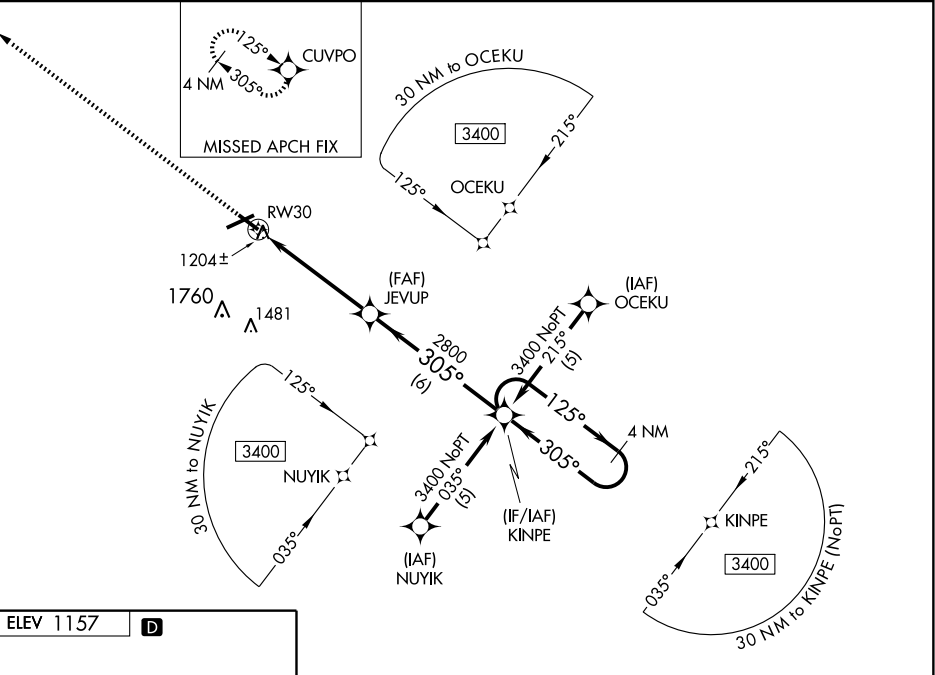 125°
CUVPO
4 NM
305°
MISSED APCH FIX
30 NM to OCEKU
3400
215°
125°
OCEKU
RW30
1204±
(FAF)
JEVUP
1760
1481
(IAF)
OCEKU
2800
305°
(6)
3400 NoPT
215°
(5)
125°
30 NM to NUYIK
3400
NUYIK
035°
125°
4 NM
305°
3400 NoPT
035°
(5)
(IF/IAF)
KINPE
(IAF)
NUYIK
215°
KINPE
3400
035°
30 NM to KINPE (NoPT)
ELEV 1157
D